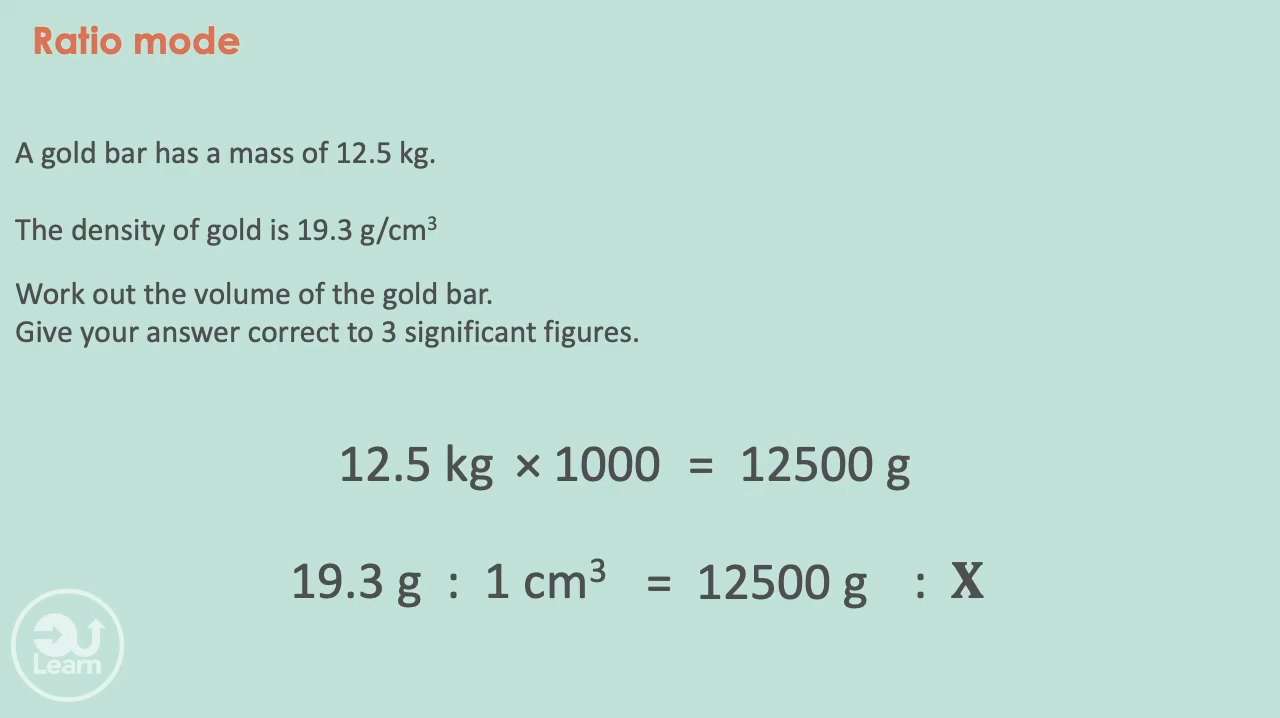 Ratio mode
A gold bar has a mass of 12.5 kg.
The density of gold is 19.3 g/cm³
Work out the volume of the gold bar.
Give your answer correct to 3 significant figures.
12.5 kg × 1000 = 12500 g
19.3 g : 1 cm³ = 12500 g : X
Learn